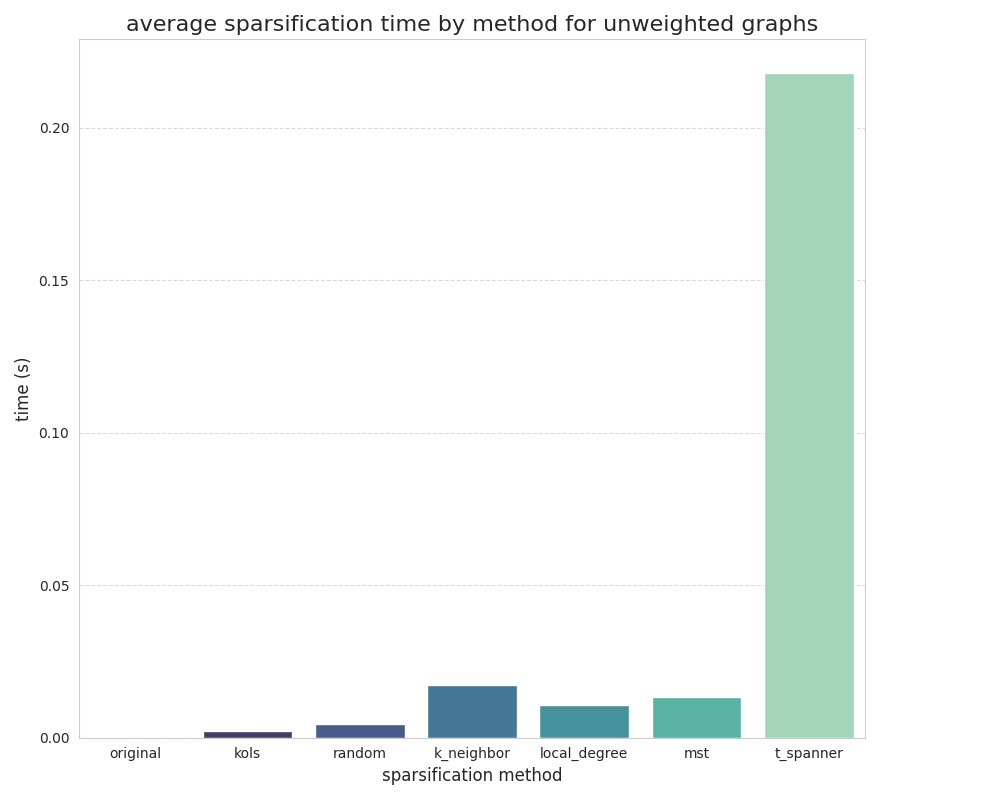 average sparsification time by method for unweighted graphs
time (s)
0.20
0.15
0.10
0.05
0.00
original kols random k_neighbor local_degree mst t_spanner
sparsification method